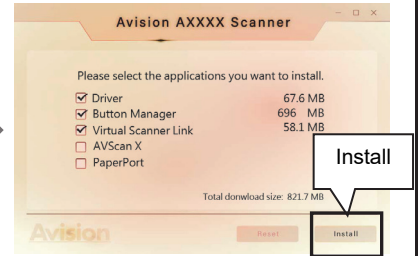 Avision AXXXX Scanner
Please select the applications you want to install.
Driver 67.6 MB
Button Manager 696 MB
Virtual Scanner Link 58.1 MB
AVScan X
PaperPort
Install
Total donwload size: 821.7 MB
Avision
Reset
Install